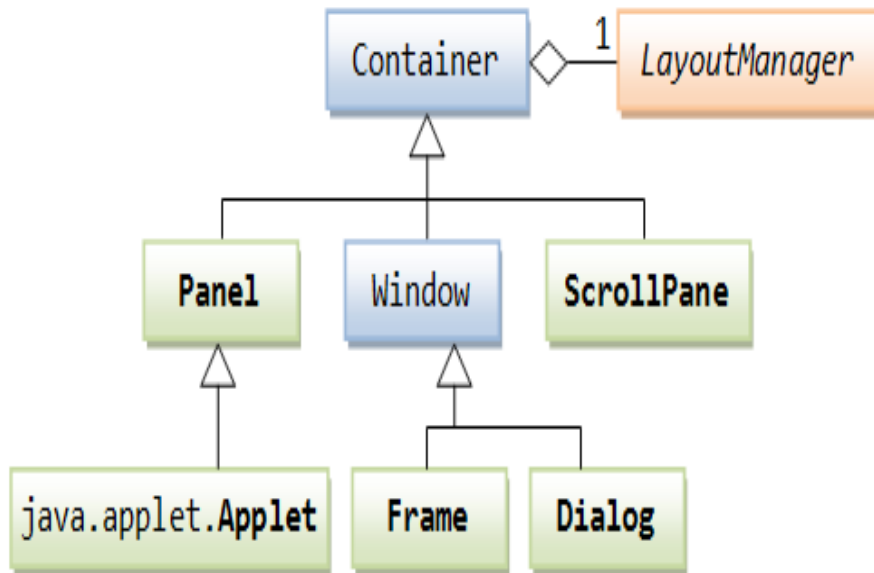 Container
1
LayoutManager
Panel
Window
ScrollPane
java.applet.Applet
Frame
Dialog